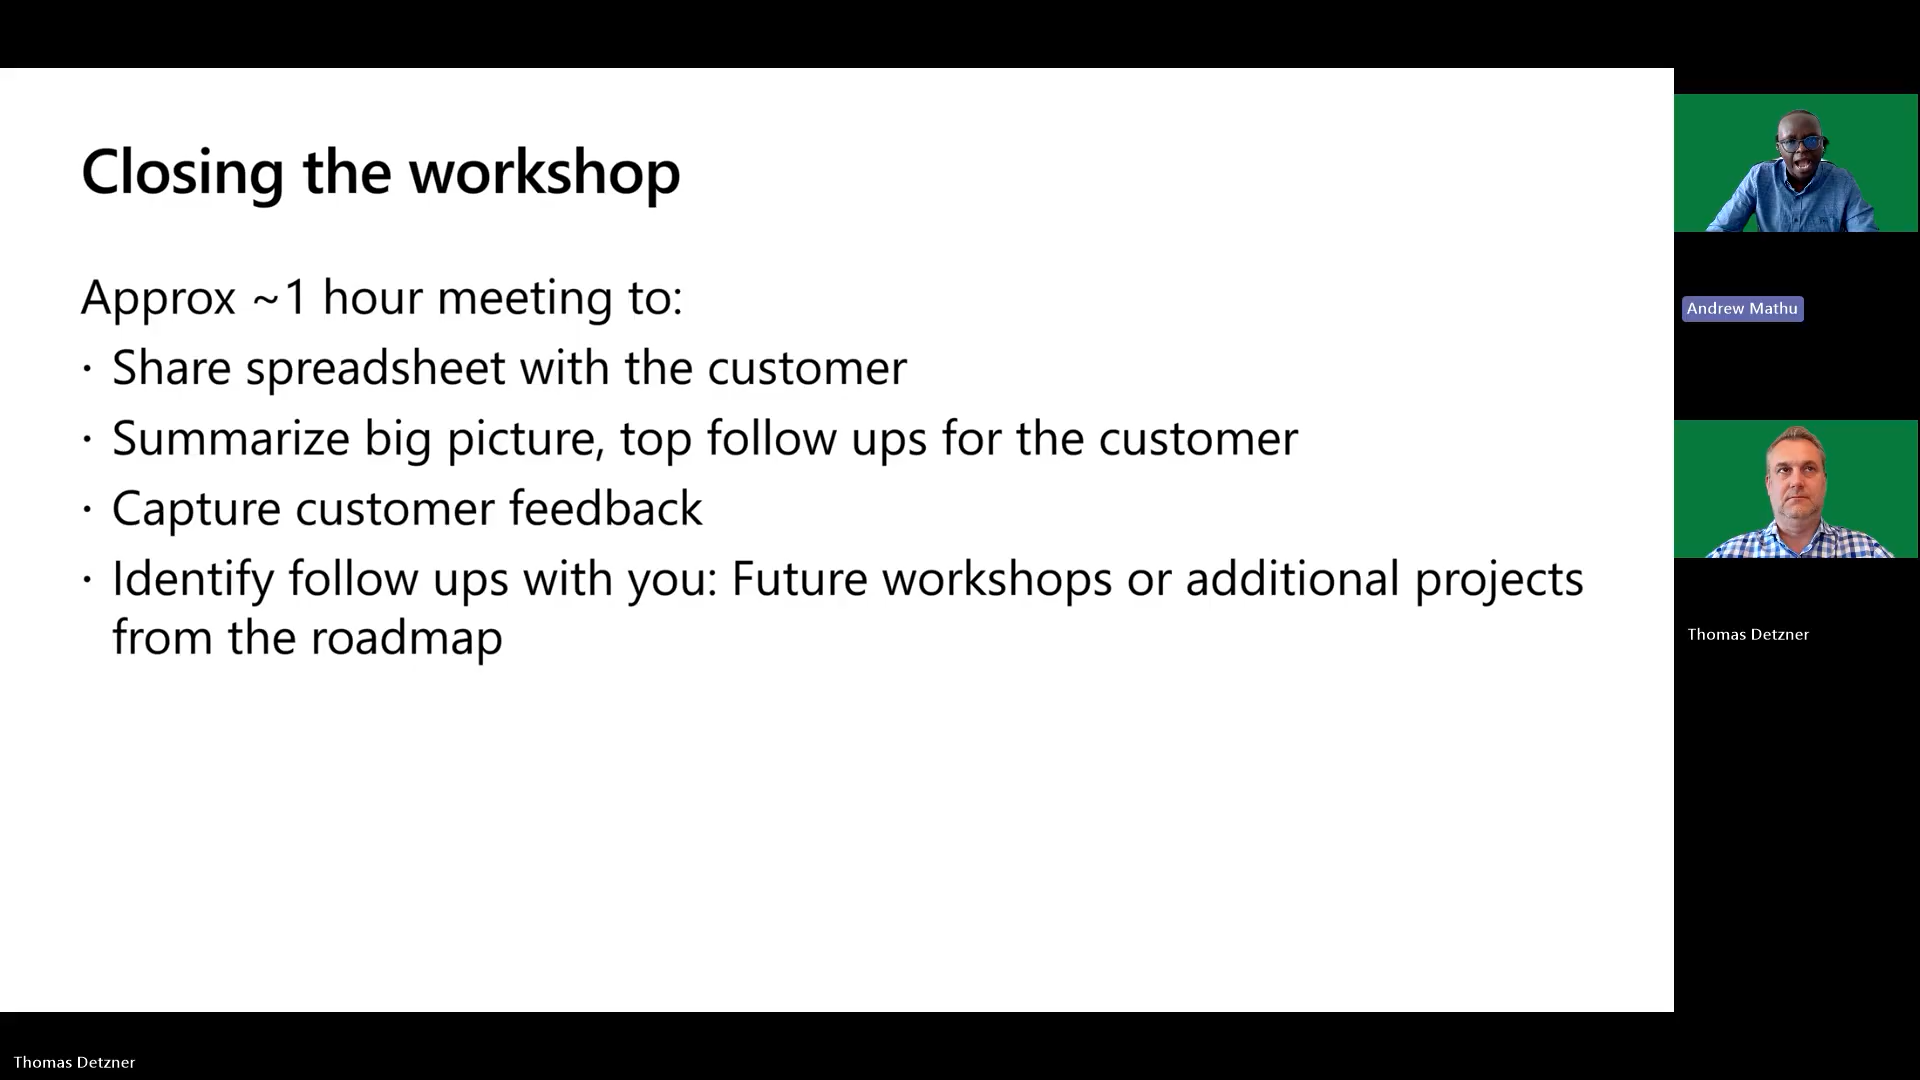 Closing the workshop
Approx ~1 hour meeting to:
· Share spreadsheet with the customer
· Summarize big picture, top follow ups for the customer
· Capture customer feedback
· Identify follow ups with you: Future workshops or additional projects
from the roadmap
Andrew Mathu
Thomas Detzner
Thomas Detzner